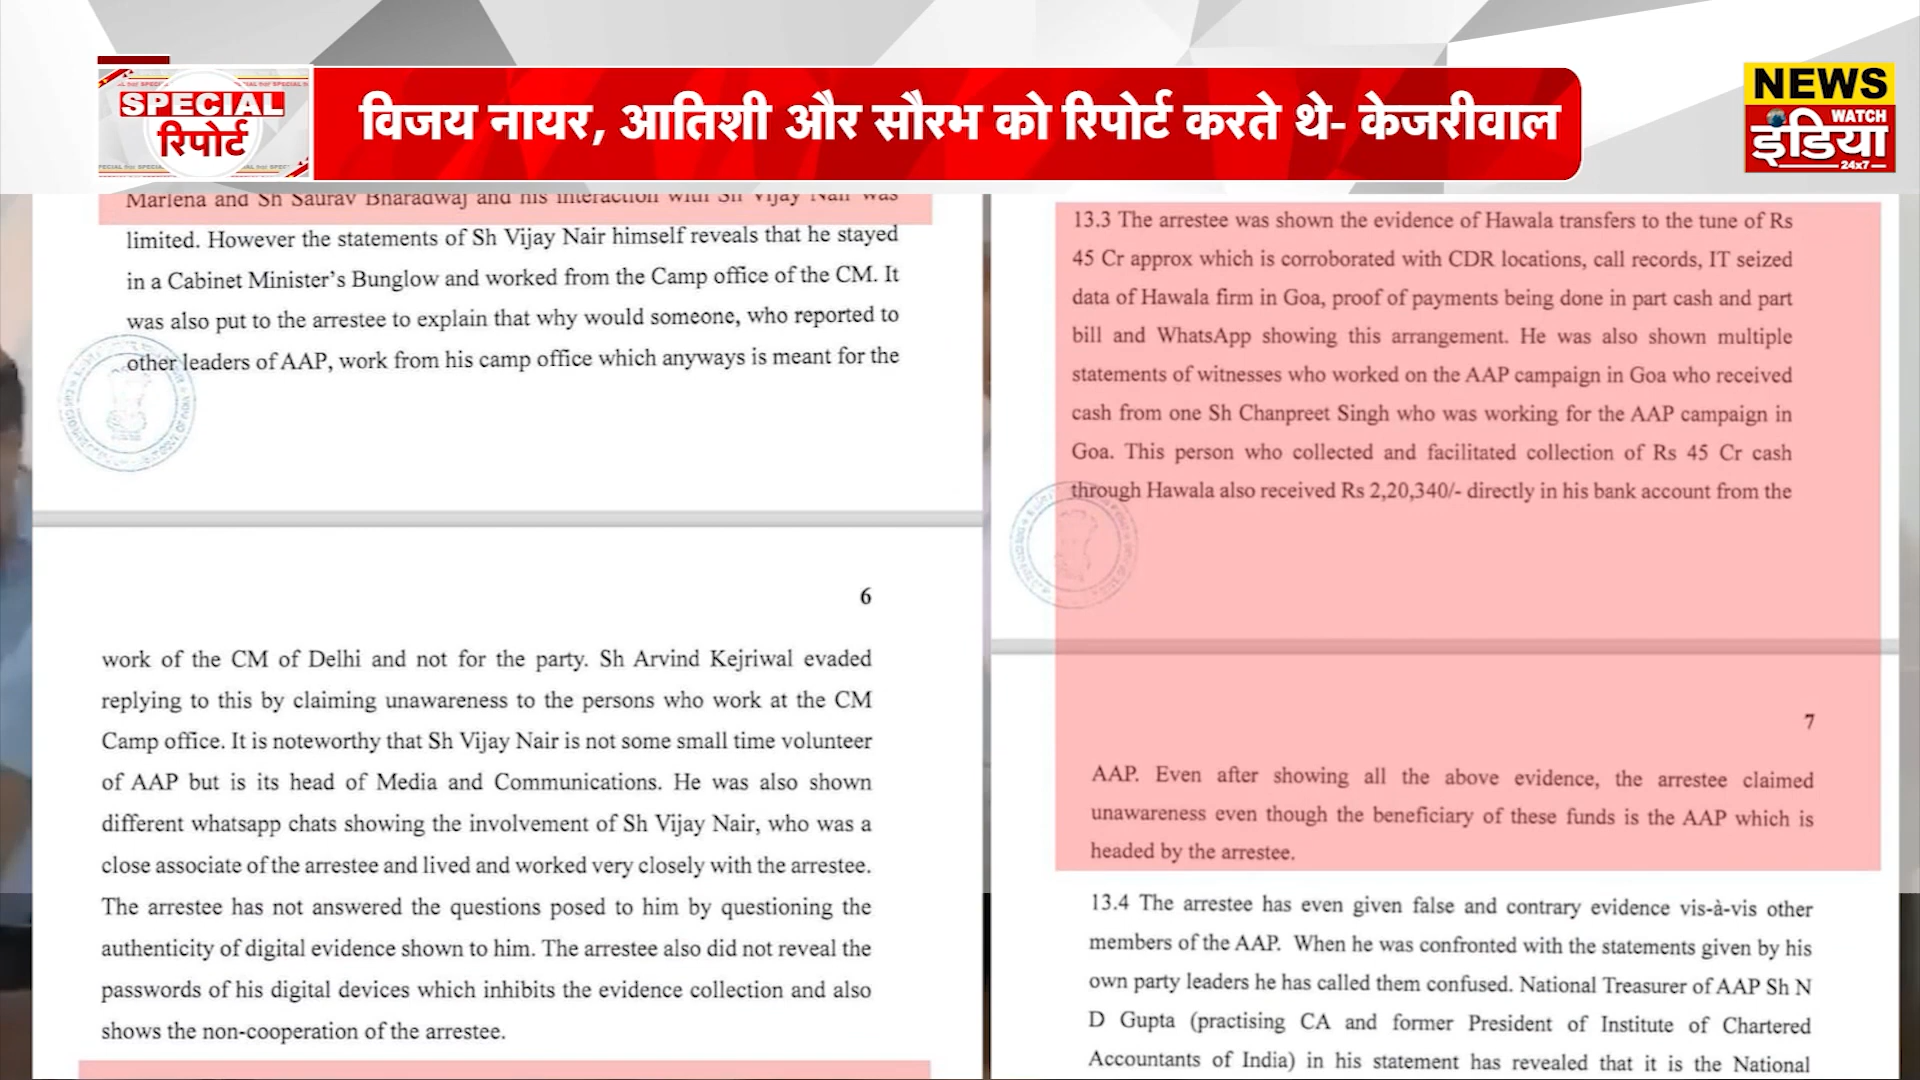 SPECIAL
रिपोर्ट
विजय नायर, आतिशी और सौरभ को रिपोर्ट करते थे- केजरीवाल
NEWS
WATCH
इंडिया
24x7
Marlena and Sh Saurav Bharadwaj and his interaction with Sh Vijay Nair was
limited. However the statements of Sh Vijay Nair himself reveals that he stayed
in a Cabinet Minister's Bunglow and worked from the Camp office of the CM. It
was also put to the arrestee to explain that why would someone, who reported to
other leaders of AAP, work from his camp office which anyways is meant for the
6
work of the CM of Delhi and not for the party. Sh Arvind Kejriwal evaded
replying to this by claiming unawareness to the persons who work at the CM
Camp office. It is noteworthy that Sh Vijay Nair is not some small time volunteer
of AAP but is its head of Media and Communications. He was also shown
different whatsapp chats showing the involvement of Sh Vijay Nair, who was a
close associate of the arrestee and lived and worked very closely with the arrestee.
The arrestee has not answered the questions posed to him by questioning the
authenticity of digital evidence shown to him. The arrestee also did not reveal the
passwords of his digital devices which inhibits the evidence collection and also
shows the non-cooperation of the arrestee.
13.3 The arrestee was shown the evidence of Hawala transfers to the tune of Rs
45 Cr approx which is corroborated with CDR locations, call records, IT seized
data of Hawala firm in Goa, proof of payments being done in part cash and part
bill and WhatsApp showing this arrangement. He was also shown multiple
statements of witnesses who worked on the AAP campaign in Goa who received
cash from one Sh Chanpreet Singh who was working for the AAP campaign in
Goa. This person who collected and facilitated collection of Rs 45 Cr cash
through Hawala also received Rs 2,20,340/- directly in his bank account from the
7
AAP. Even after showing all the above evidence, the arrestee claimed
unawareness even though the beneficiary of these funds is the AAP which is
headed by the arrestee.
13.4 The arrestee has even given false and contrary evidence vis-à-vis other
members of the AAP. When he was confronted with the statements given by his
own party leaders he has called them confused. National Treasurer of AAP Sh N
D Gupta (practising CA and former President of Institute of Chartered
Accountants of India) in his statement has revealed that it is the National